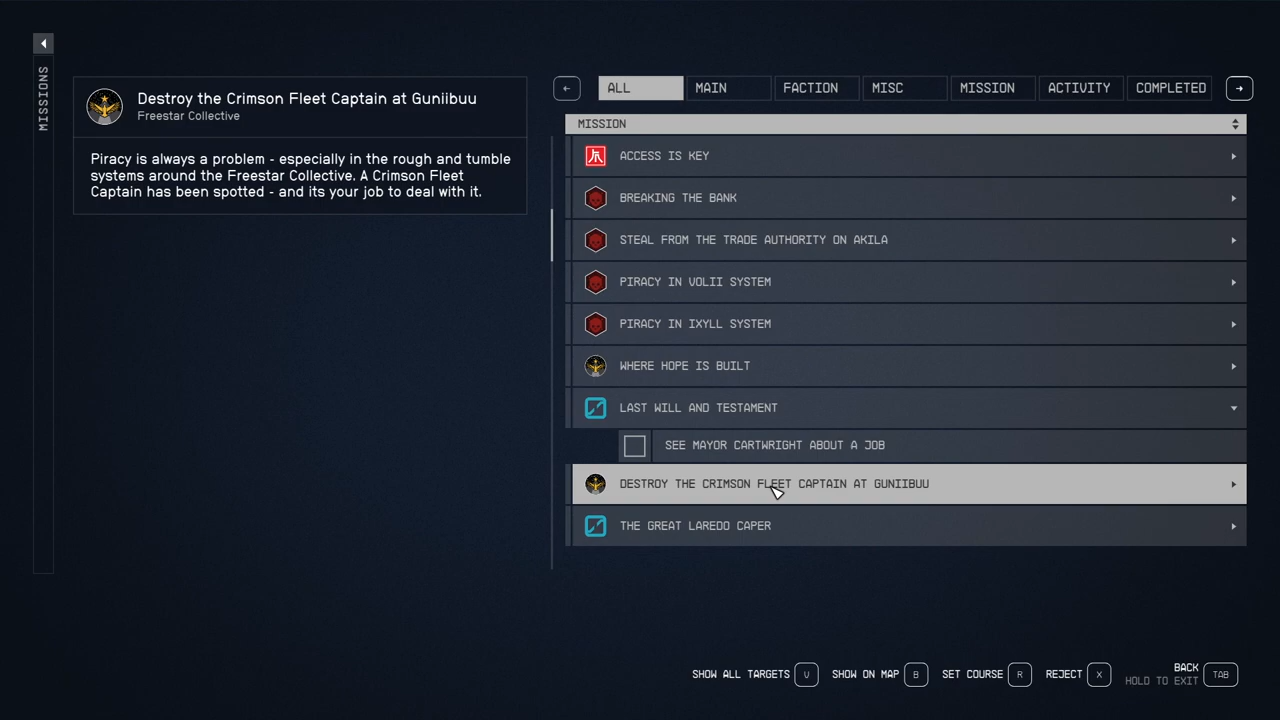 MISSIONS
Destroy the Crimson Fleet Captain at Guniibuu
Freestar Collective
Piracy is always a problem - especially in the rough and tumble
systems around the Freestar Collective. A Crimson Fleet
Captain has been spotted - and its your job to deal with it.
ALL
MAIN
FACTION
MISC
MISSION
ACTIVITY
COMPLETED
MISSION
ACCESS IS KEY
BREAKING THE BANK
STEAL FROM THE TRADE AUTHORITY ON AKILA
PIRACY IN VOLII SYSTEM
PIRACY IN IXYLL SYSTEM
WHERE HOPE IS BUILT
LAST WILL AND TESTAMENT
SEE MAYOR CARTWRIGHT ABOUT A JOB
DESTROY THE CRIMSON FLEET CAPTAIN AT GUNIIBUU
THE GREAT LAREDO CAPER
SHOW ALL TARGETS V
SHOW ON MAP B
SET COURSE R
REJECT X
BACK
HOLD TO EXIT TAB